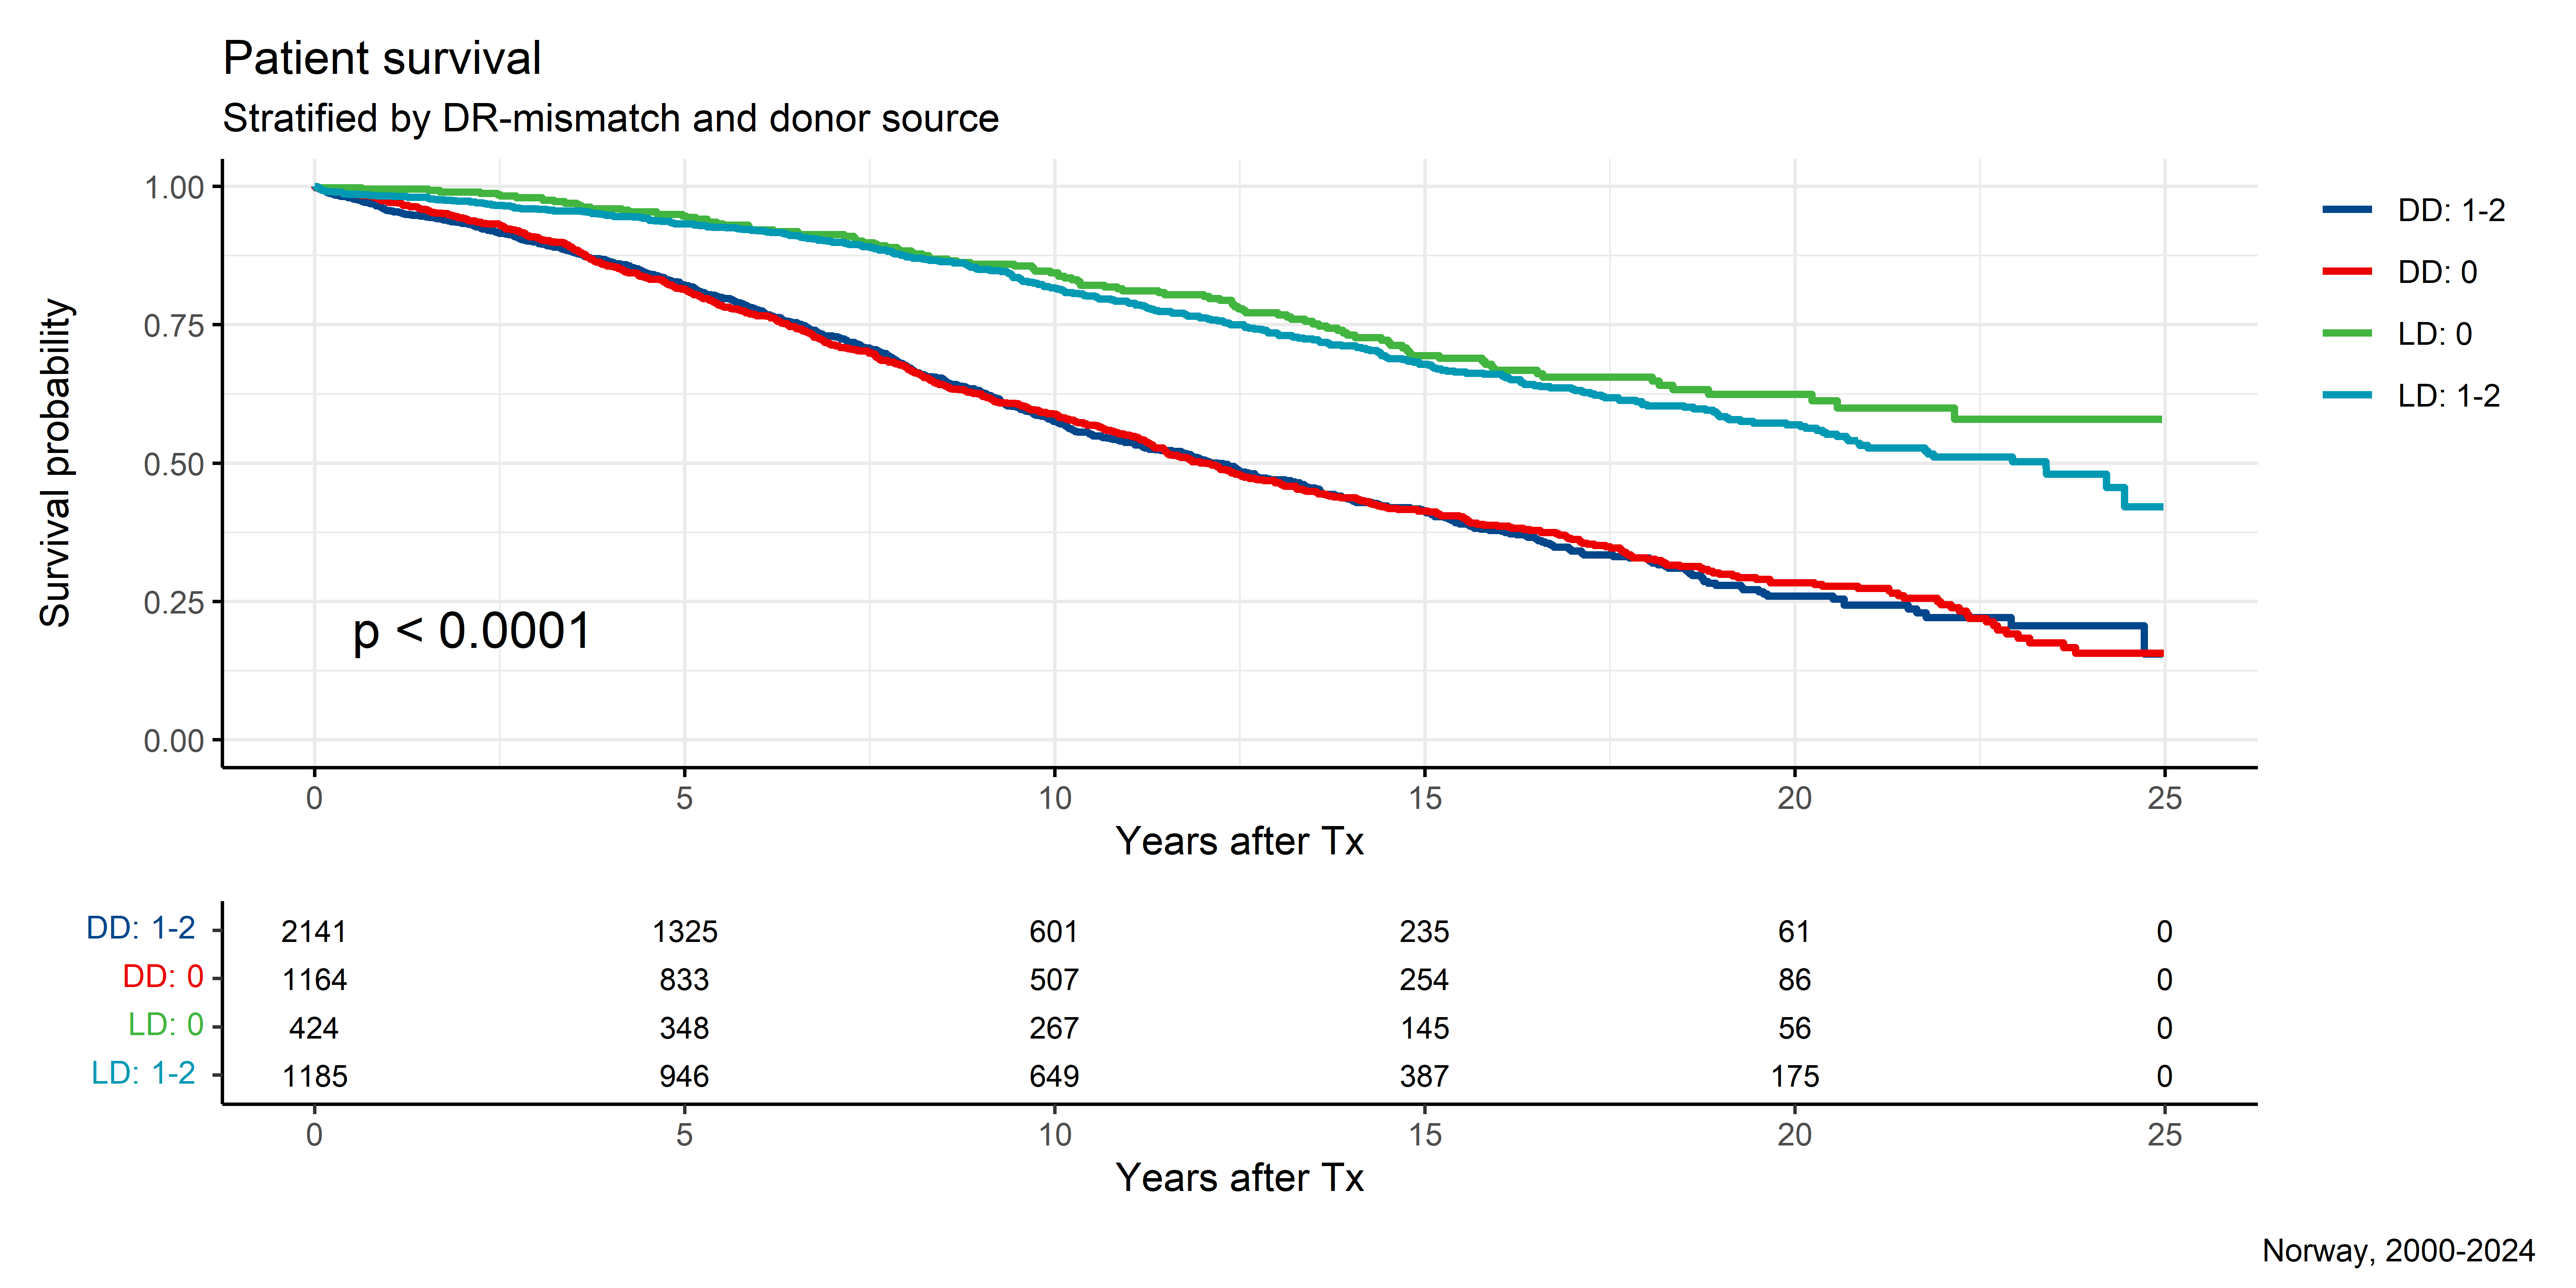 Patient survival
Stratified by DR-mismatch and donor source
Survival probability
1.00
0.75
0.50
0.25
0.00
p < 0.0001
0 5 10 15 20 25
Years after Tx
DD: 1-2
DD: 0
LD: 0
LD: 1-2
DD: 1-2 2141 1325 601 235 61 0
DD: 0 1164 833 507 254 86 0
LD: 0 424 348 267 145 56 0
LD: 1-2 1185 946 649 387 175 0
0 5 10 15 20 25
Years after Tx
Norway, 2000-2024